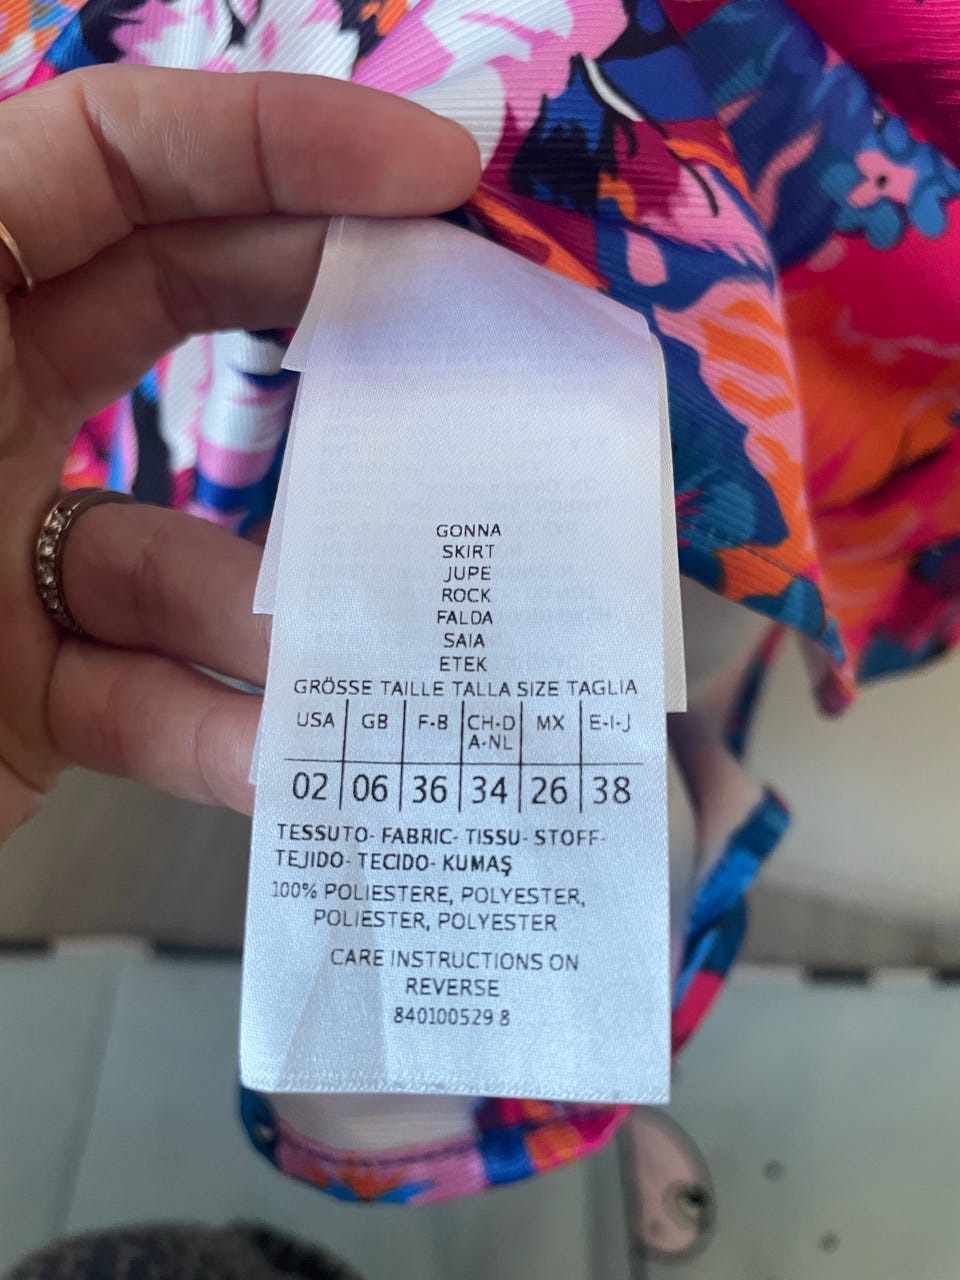 GONNA
SKIRT
JUPE
ROCK
FALDA
SAIA
ETEK
GRÖSSE TAILLE TALLA SIZE TAGLIA
USA GB F-B CH-D A-NL MX E-I-J
02 06 36 34 26 38
TESSUTO- FABRIC- TISSU- STOFF-
TEJIDO- TECIDO- KUMAŞ
100% POLIESTERE, POLYESTER,
POLIESTER, POLYESTER
CARE INSTRUCTIONS ON
REVERSE
840100529 8